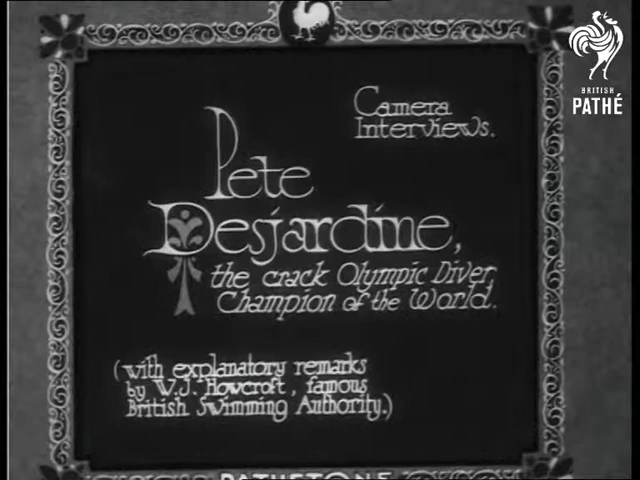 BRITISH
PATHÉ
Camera
Interviews.
Pete
Desjardine,
the crack Olympic Diver,
Champion of the World.
(with explanatory remarks
by W.J. Howcroft, famous
British Swimming Authority.)
PATHETONE